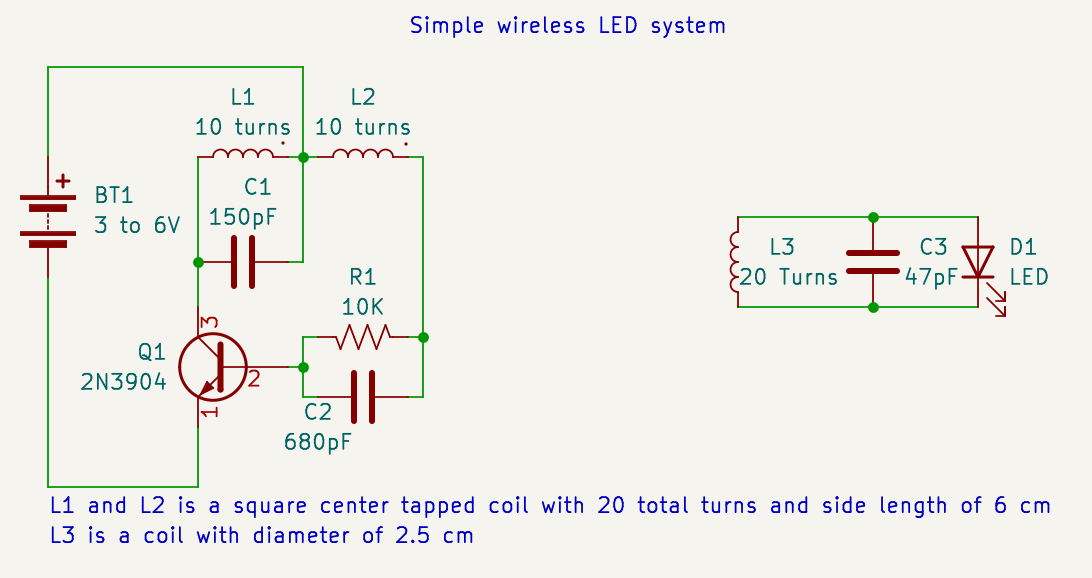 Simple wireless LED system
L1
10 turns
L2
10 turns
+
BT1
3 to 6V
C1
150pF
R1
10K
3
Q1
2N3904
2
1
C2
680pF
L3
20 Turns
C3
47pF
D1
LED
L1 and L2 is a square center tapped coil with 20 total turns and side length of 6 cm
L3 is a coil with diameter of 2.5 cm